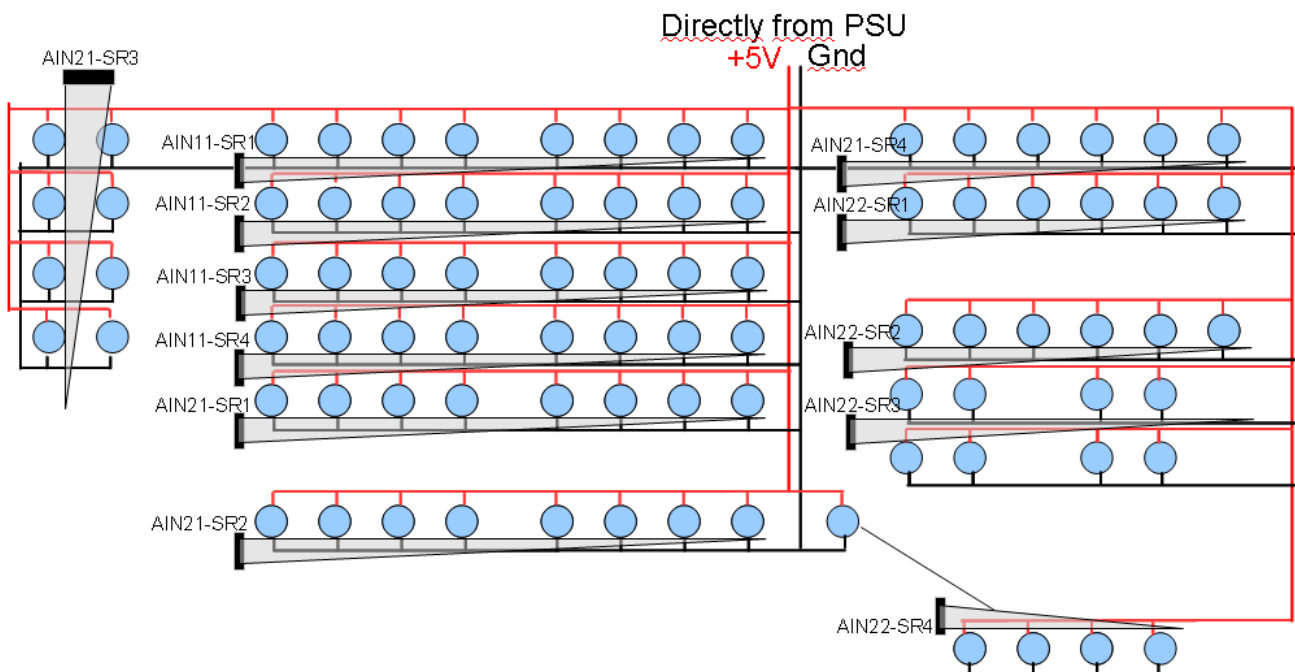 Directly from PSU
+5V Gnd
AIN21-SR3
AIN11-SR1
AIN21-SR4
AIN11-SR2
AIN22-SR1
AIN11-SR3
AIN11-SR4
AIN22-SR2
AIN21-SR1
AIN22-SR3
AIN21-SR2
AIN22-SR4